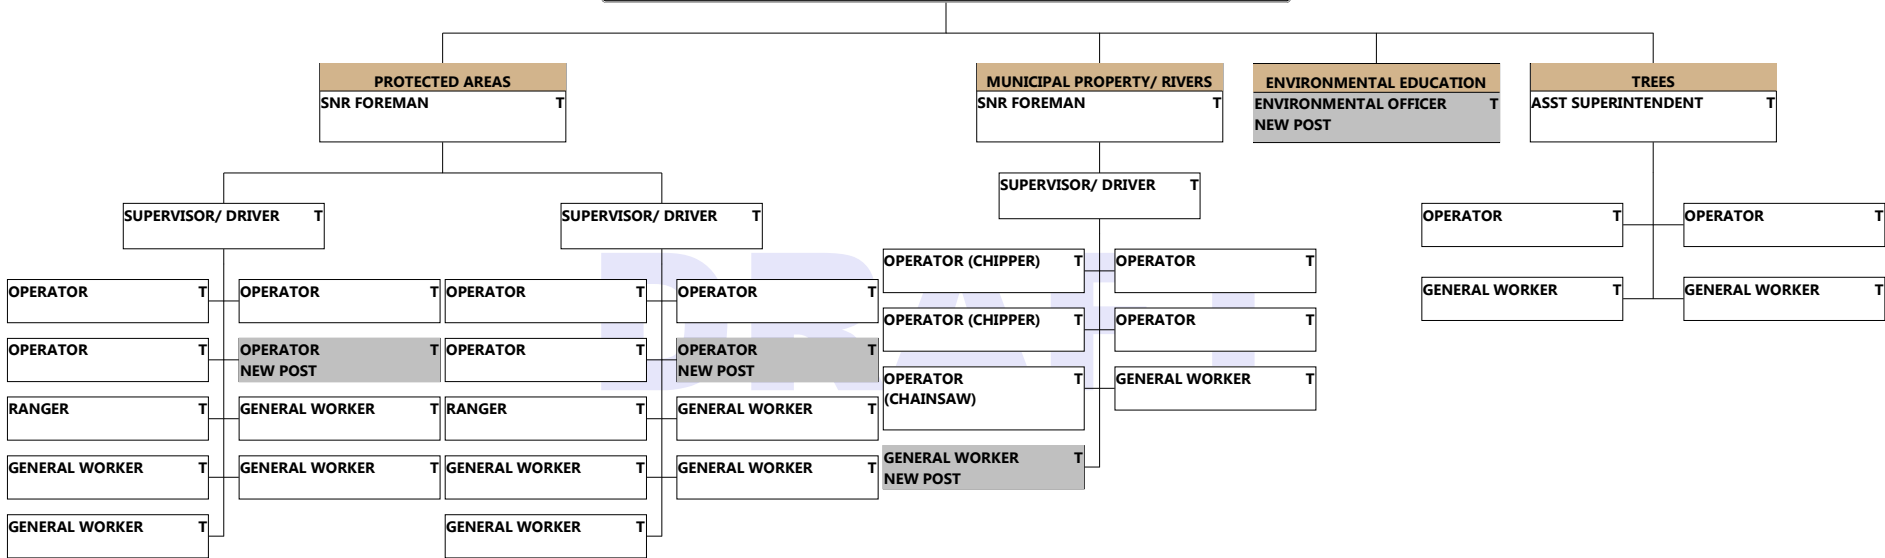 PROTECTED AREAS
SNR FOREMAN T
MUNICIPAL PROPERTY/ RIVERS
SNR FOREMAN T
ENVIRONMENTAL EDUCATION
ENVIRONMENTAL OFFICER T
NEW POST
TREES
ASST SUPERINTENDENT T
SUPERVISOR/ DRIVER T
OPERATOR T
OPERATOR T
OPERATOR T
OPERATOR T
NEW POST
RANGER T
GENERAL WORKER T
GENERAL WORKER T
GENERAL WORKER T
GENERAL WORKER T
SUPERVISOR/ DRIVER T
OPERATOR T
OPERATOR T
OPERATOR T
OPERATOR T
NEW POST
RANGER T
GENERAL WORKER T
GENERAL WORKER T
GENERAL WORKER T
GENERAL WORKER T
SUPERVISOR/ DRIVER T
OPERATOR (CHIPPER) T
OPERATOR T
OPERATOR (CHIPPER) T
OPERATOR T
OPERATOR T
(CHAINSAW)
GENERAL WORKER T
GENERAL WORKER T
NEW POST
OPERATOR T
OPERATOR T
GENERAL WORKER T
GENERAL WORKER T
DRAFT